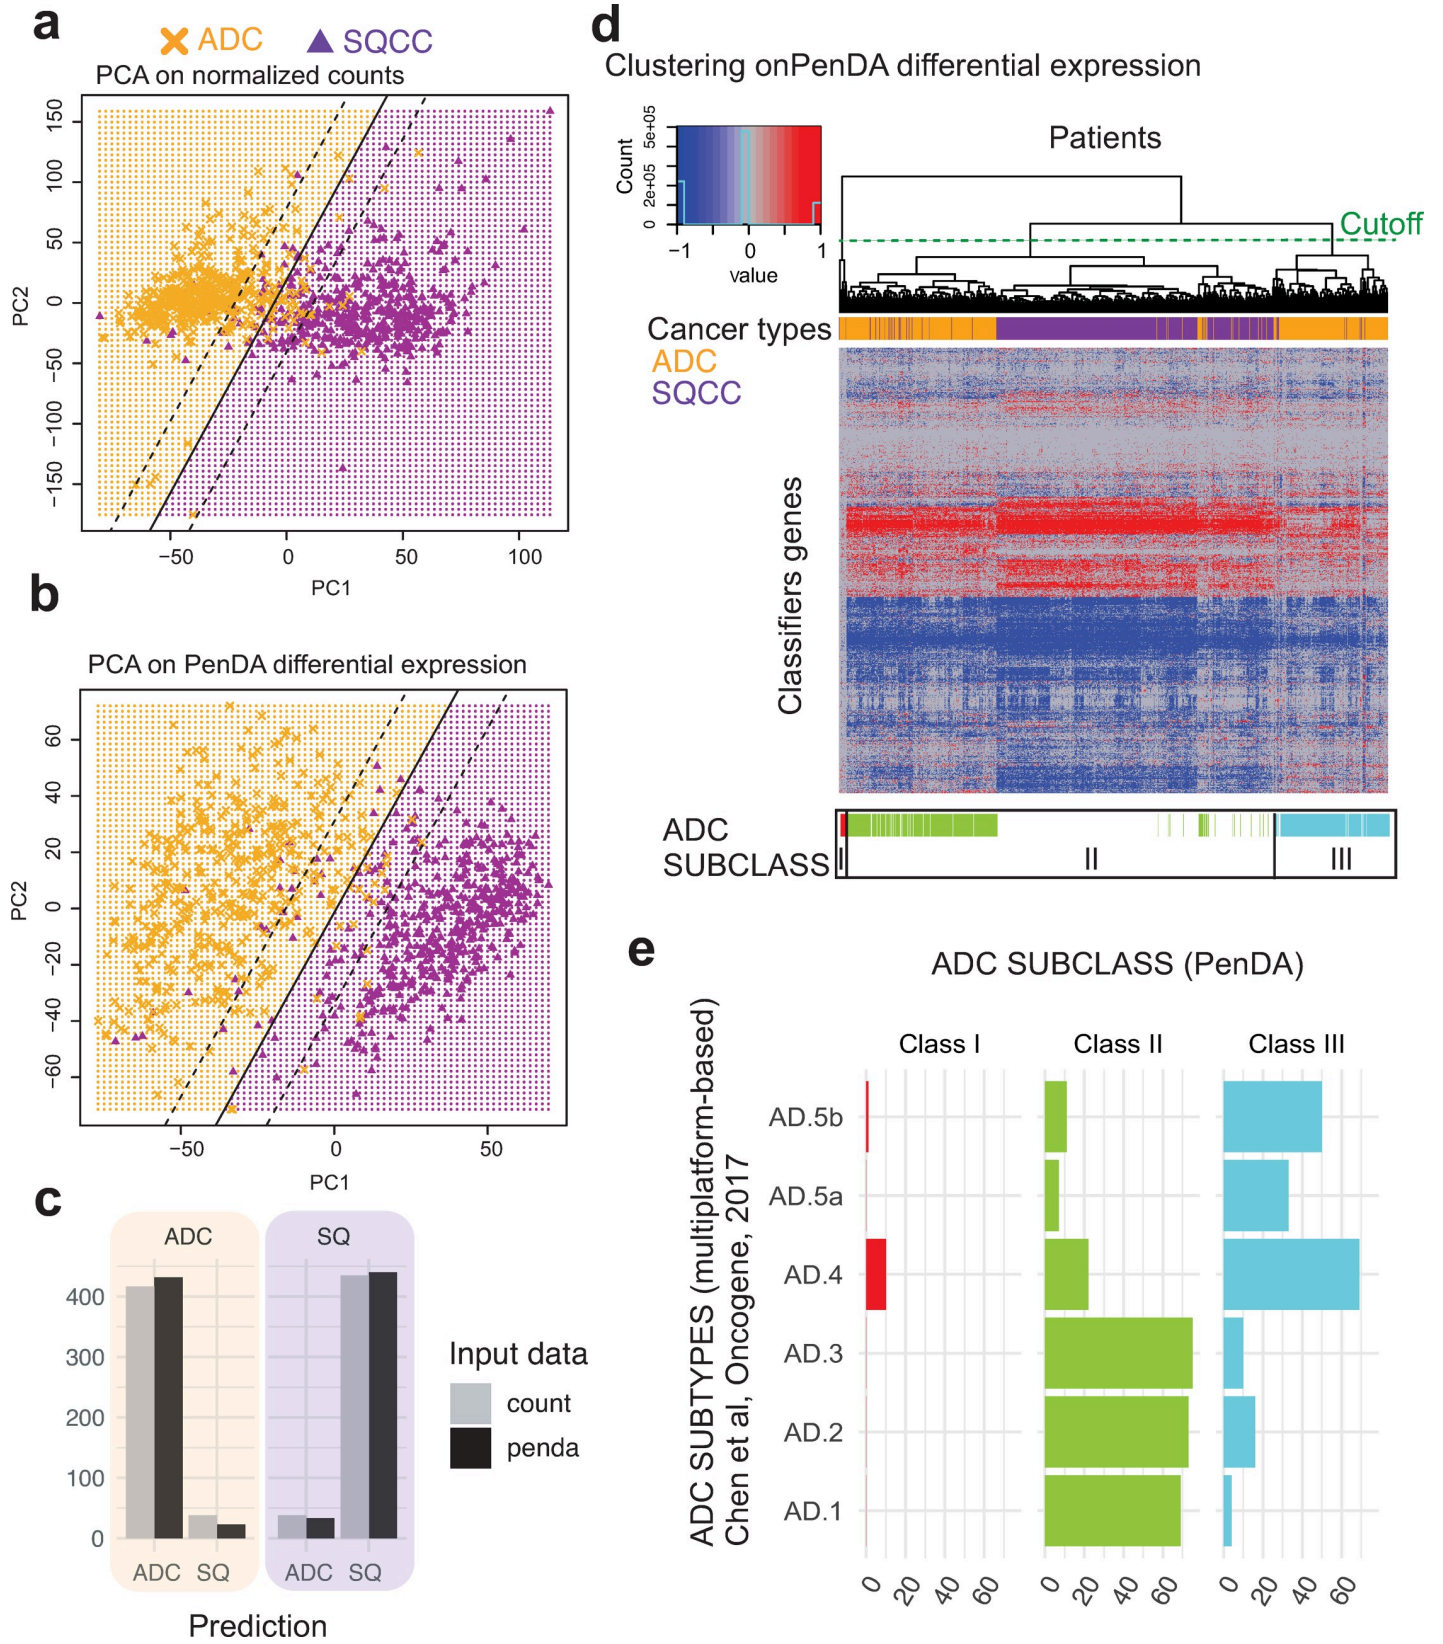 a
ADC SQCC
PCA on normalized counts
150
100
50
0
−50
−100
−150
PC2
−50 0 50 100
PC1
b
PCA on PenDA differential expression
60
40
20
0
−20
−40
−60
PC2
−50 0 50
PC1
c
ADC SQ
400
300
200
100
0
ADC SQ ADC SQ
Prediction
Input data
count
penda
d
Clustering onPenDA differential expression
Count
0 2e+05 5e+05
−1 0 1
value
Patients
Cutoff
Cancer types
ADC
SQCC
Classifiers genes
ADC
SUBCLASS
I II III
e
ADC SUBCLASS (PenDA)
ADC SUBTYPES (multiplatform-based)
Chen et al, Oncogene, 2017
Class I Class II Class III
AD.5b
AD.5a
AD.4
AD.3
AD.2
AD.1
0 20 40 60 0 20 40 60 0 20 40 60